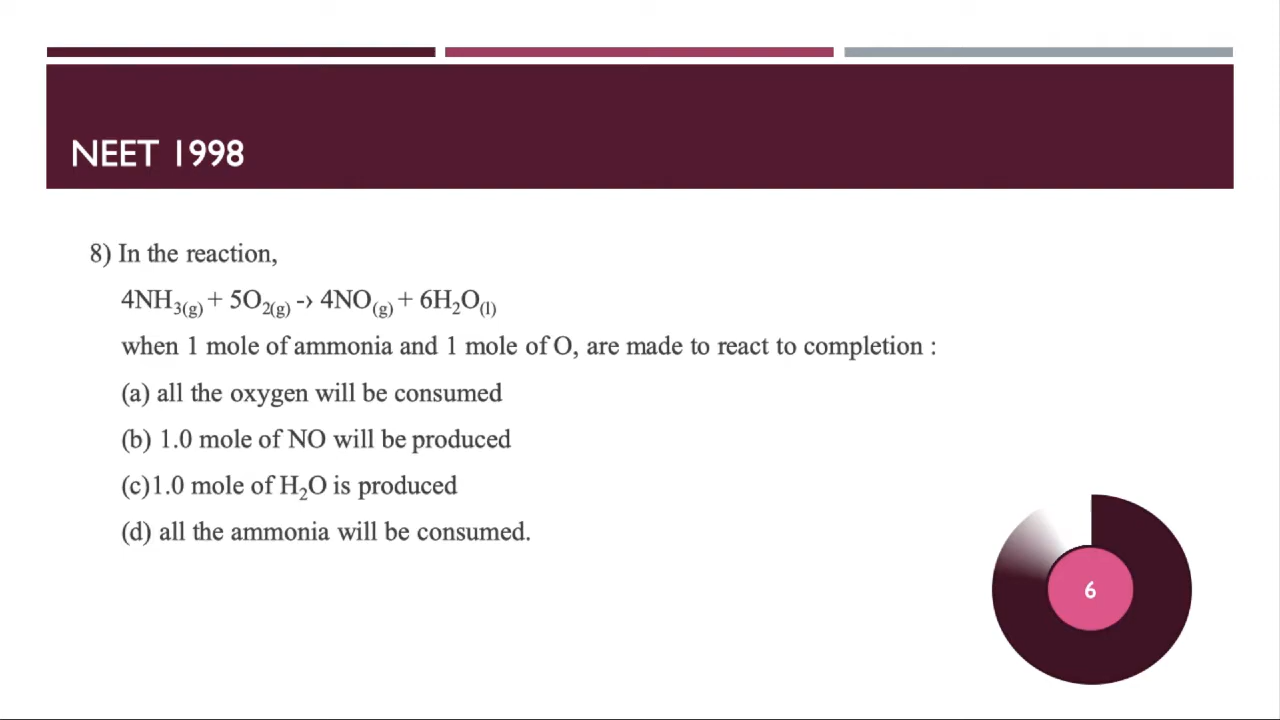 NEET 1998
8) In the reaction,
4NH₃(g) + 5O₂(g) -› 4NO(g) + 6H₂O(l)
when 1 mole of ammonia and 1 mole of O, are made to react to completion :
(a) all the oxygen will be consumed
(b) 1.0 mole of NO will be produced
(c)1.0 mole of H₂O is produced
(d) all the ammonia will be consumed.
6